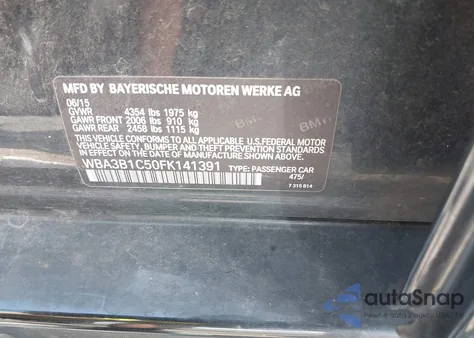 MFD BY BAYERISCHE MOTOREN WERKE AG
06/15
GVWR 4354 lbs 1975 kg
GAWR FRONT 2006 lbs 910 kg
GAWR REAR 2458 lbs 1115 kg
THIS VEHICLE CONFORMS TO ALL APPLICABLE U.S.FEDERAL MOTOR
VEHICLE SAFETY, BUMPER, AND THEFT PREVENTION STANDARDS IN
EFFECT ON THE DATE OF MANUFACTURE SHOWN ABOVE.
WBA3B1C50FK141391 TYPE: PASSENGER CAR
475/
7 315 814
autoSnap